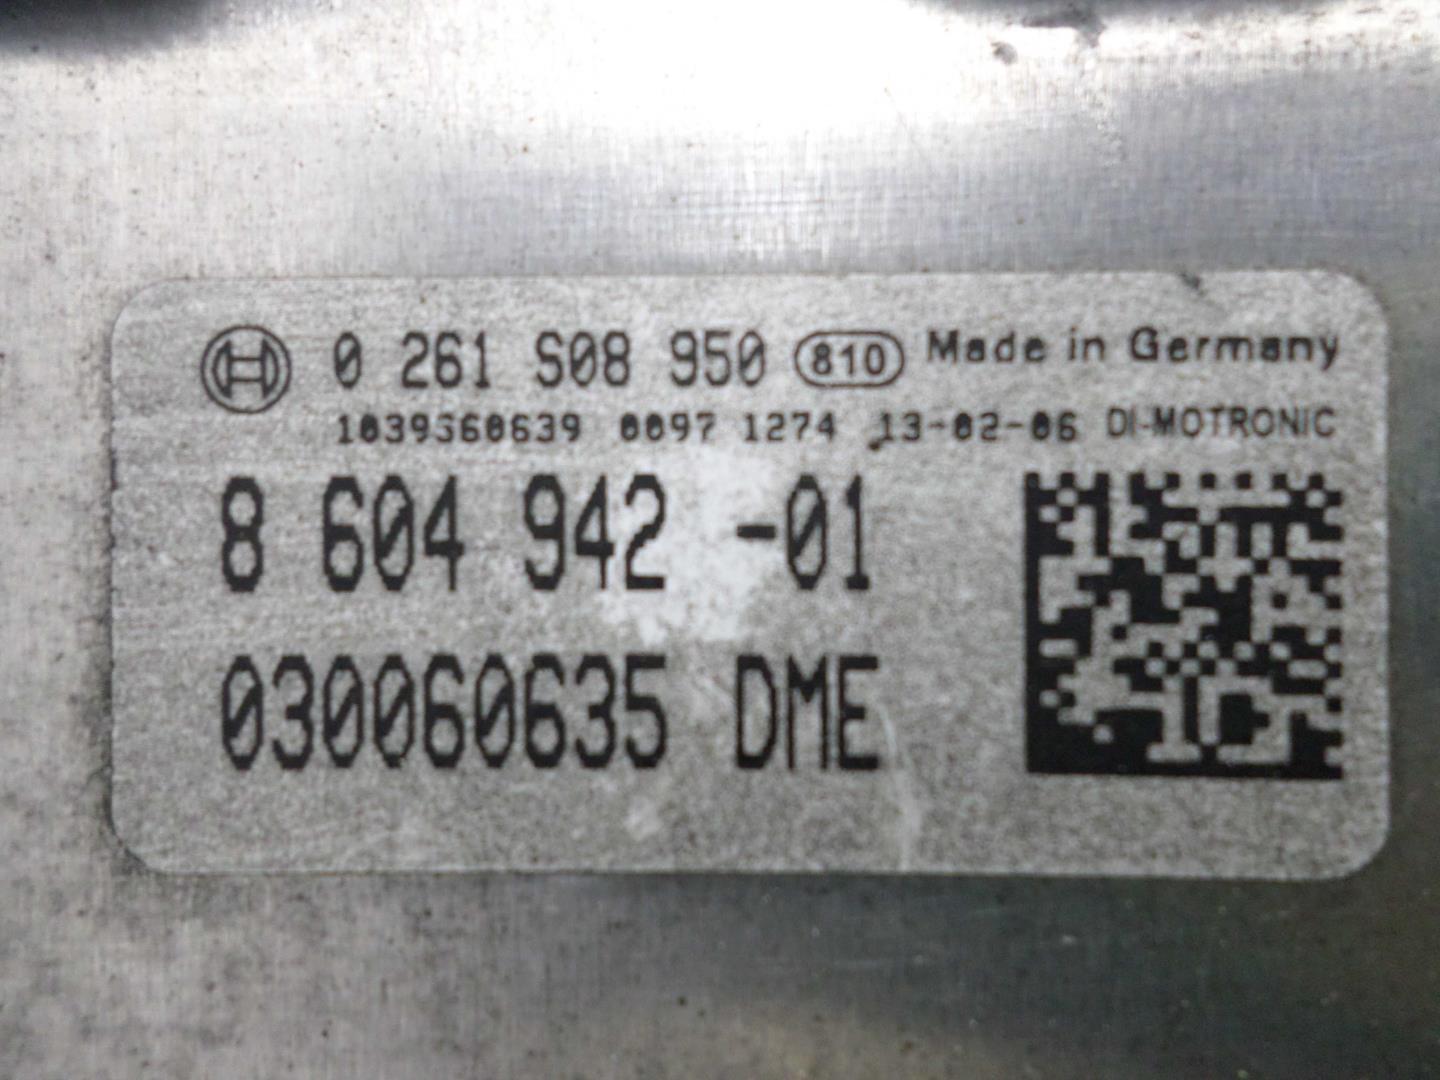 0 261 S08 950 810 Made in Germany
1039S60639 0097 1274 13-02-06 DI-MOTRONIC
8 604 942 -01
030060635 DME